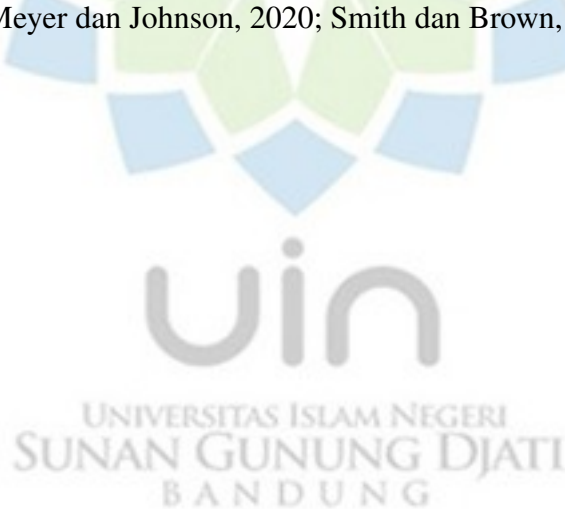 Meyer dan Johnson, 2020; Smith dan Brown,
uin
UNIVERSITAS ISLAM NEGERI
SUNAN GUNUNG DJATI
BANDUNG